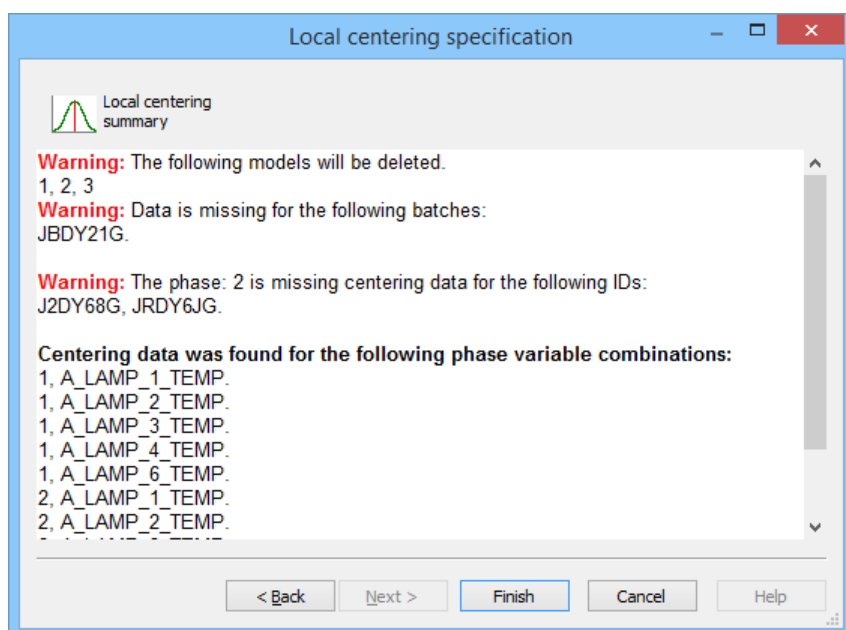 Local centering specification
Local centering
summary
Warning: The following models will be deleted.
1, 2, 3
Warning: Data is missing for the following batches:
JBDY21G.
Warning: The phase: 2 is missing centering data for the following IDs:
J2DY68G, JRDY6JG.
Centering data was found for the following phase variable combinations:
1, A_LAMP_1_TEMP.
1, A_LAMP_2_TEMP.
1, A_LAMP_3_TEMP.
1, A_LAMP_4_TEMP.
1, A_LAMP_6_TEMP.
2, A_LAMP_1_TEMP.
2, A_LAMP_2_TEMP.
< Back Next > Finish Cancel Help